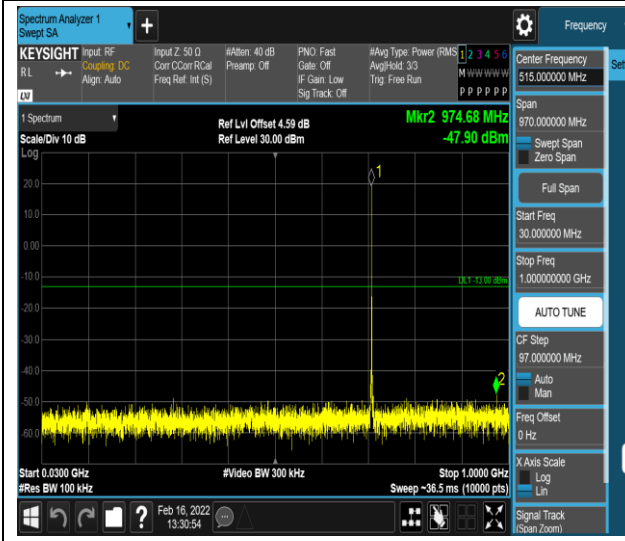 Spectrum Analyzer 1
Swept SA
Frequency
KEYSIGHT
RL
LXI
Input: RF
Coupling: DC
Align: Auto
Input Z: 50 Ω
Corr CCorr RCal
Freq Ref: Int (S)
#Atten: 40 dB
Preamp: Off
PNO: Fast
Gate: Off
IF Gain: Low
Sig Track: Off
#Avg Type: Power (RMS
Avg|Hold: 3/3
Trig: Free Run
1 2 3 4 5 6
M W W W W W
P P P P P P
1 Spectrum
Scale/Div 10 dB
Log
Ref Lvl Offset 4.59 dB
Ref Level 30.00 dBm
Mkr2 974.68 MHz
-47.90 dBm
1
20.0
10.0
0.00
-10.0
DL1 -13.00 dBm
-20.0
-30.0
-40.0
2
-50.0
-60.0
Start 0.0300 GHz
#Video BW 300 kHz
Stop 1.0000 GHz
#Res BW 100 kHz
Sweep ~36.5 ms (10000 pts)
?
Feb 16, 2022
13:30:54
Center Frequency
515.000000 MHz
Set
Span
970.000000 MHz
Swept Span
Zero Span
Full Span
Start Freq
30.000000 MHz
Stop Freq
1.000000000 GHz
AUTO TUNE
CF Step
97.000000 MHz
Auto
Man
Freq Offset
0 Hz
X Axis Scale
Log
Lin
Signal Track
(Span Zoom)